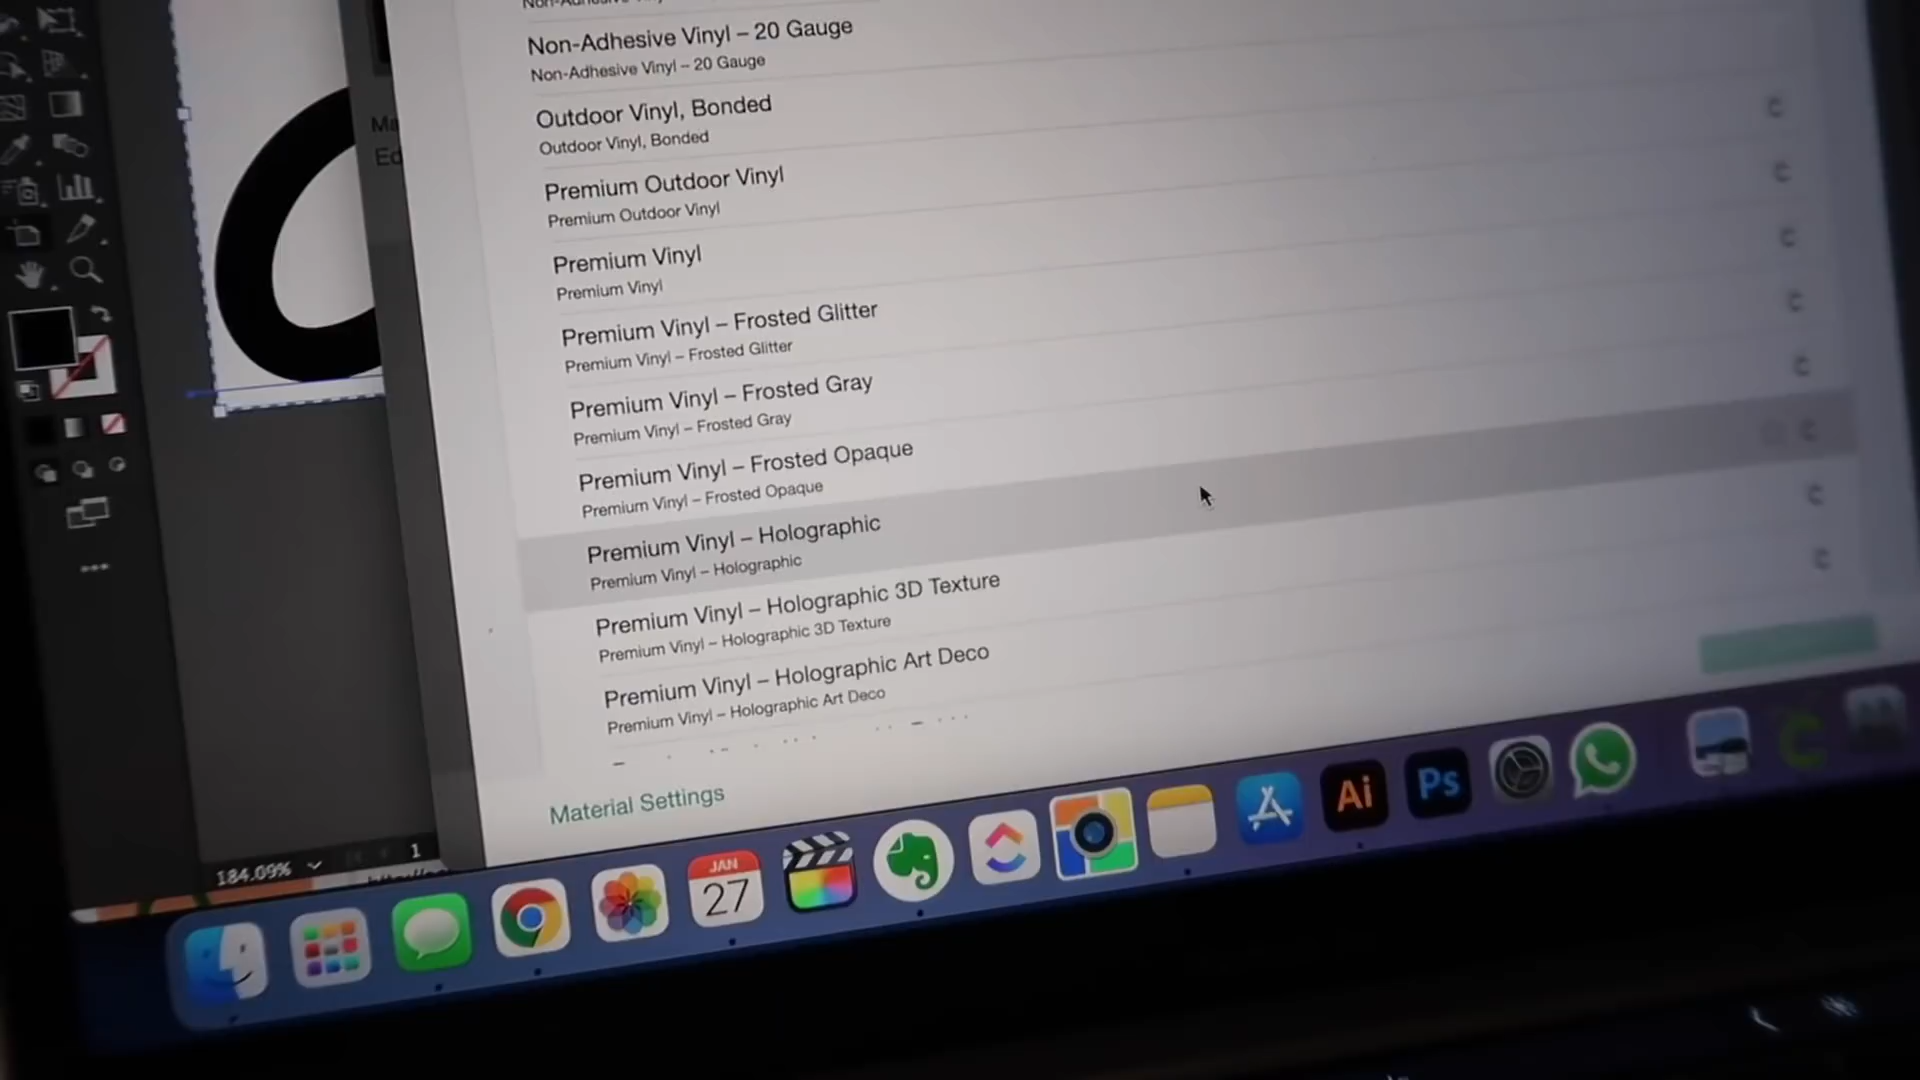 Non-Adhesive Vinyl – 20 Gauge
Non-Adhesive Vinyl – 20 Gauge
Outdoor Vinyl, Bonded
Outdoor Vinyl, Bonded
Premium Outdoor Vinyl
Premium Outdoor Vinyl
Premium Vinyl
Premium Vinyl
Premium Vinyl – Frosted Glitter
Premium Vinyl – Frosted Glitter
Premium Vinyl – Frosted Gray
Premium Vinyl – Frosted Gray
Premium Vinyl – Frosted Opaque
Premium Vinyl – Frosted Opaque
Premium Vinyl – Holographic
Premium Vinyl – Holographic
Premium Vinyl – Holographic 3D Texture
Premium Vinyl – Holographic 3D Texture
Premium Vinyl – Holographic Art Deco
Premium Vinyl – Holographic Art Deco
Material Settings
184.09% 1
JAN
27
Ai
Ps